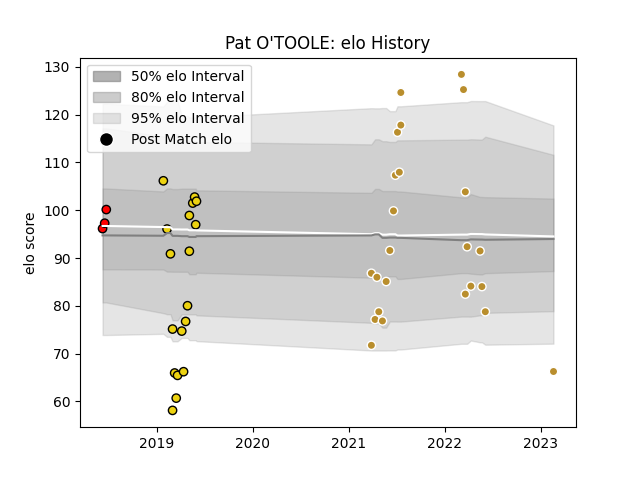 Pat O'TOOLE: elo History
50% elo Interval
80% elo Interval
95% elo Interval
Post Match elo
elo score
130
120
110
100
90
80
70
60
2019
2020
2021
2022
2023